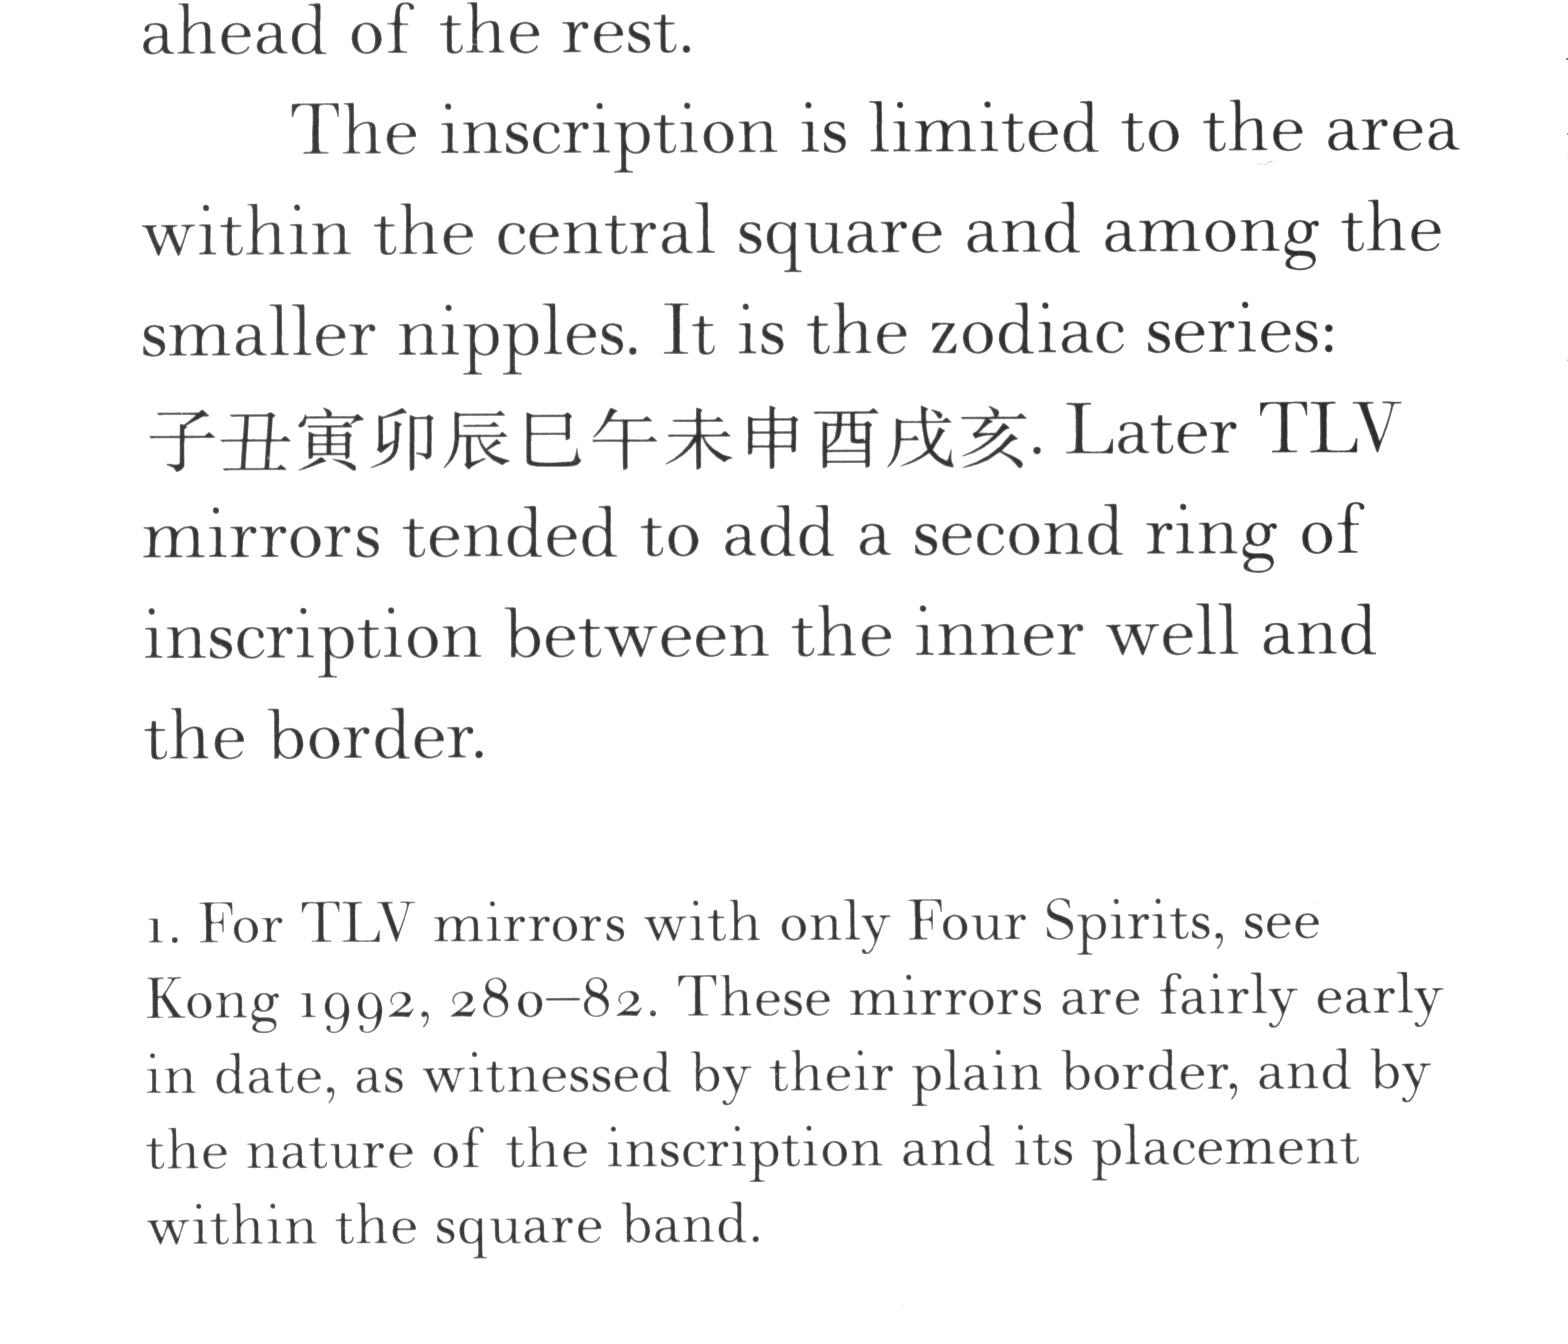 ahead of the rest.
The inscription is limited to the area
within the central square and among the
smaller nipples. It is the zodiac series:
子丑寅卯辰巳午未申酉戌亥. Later TLV
mirrors tended to add a second ring of
inscription between the inner well and
the border.
1. For TLV mirrors with only Four Spirits, see
Kong 1992, 280–82. These mirrors are fairly early
in date, as witnessed by their plain border, and by
the nature of the inscription and its placement
within the square band.